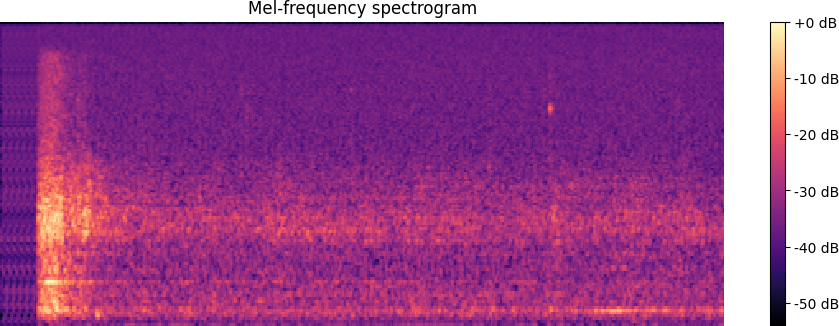 Mel-frequency spectrogram
+0 dB
-10 dB
-20 dB
-30 dB
-40 dB
-50 dB